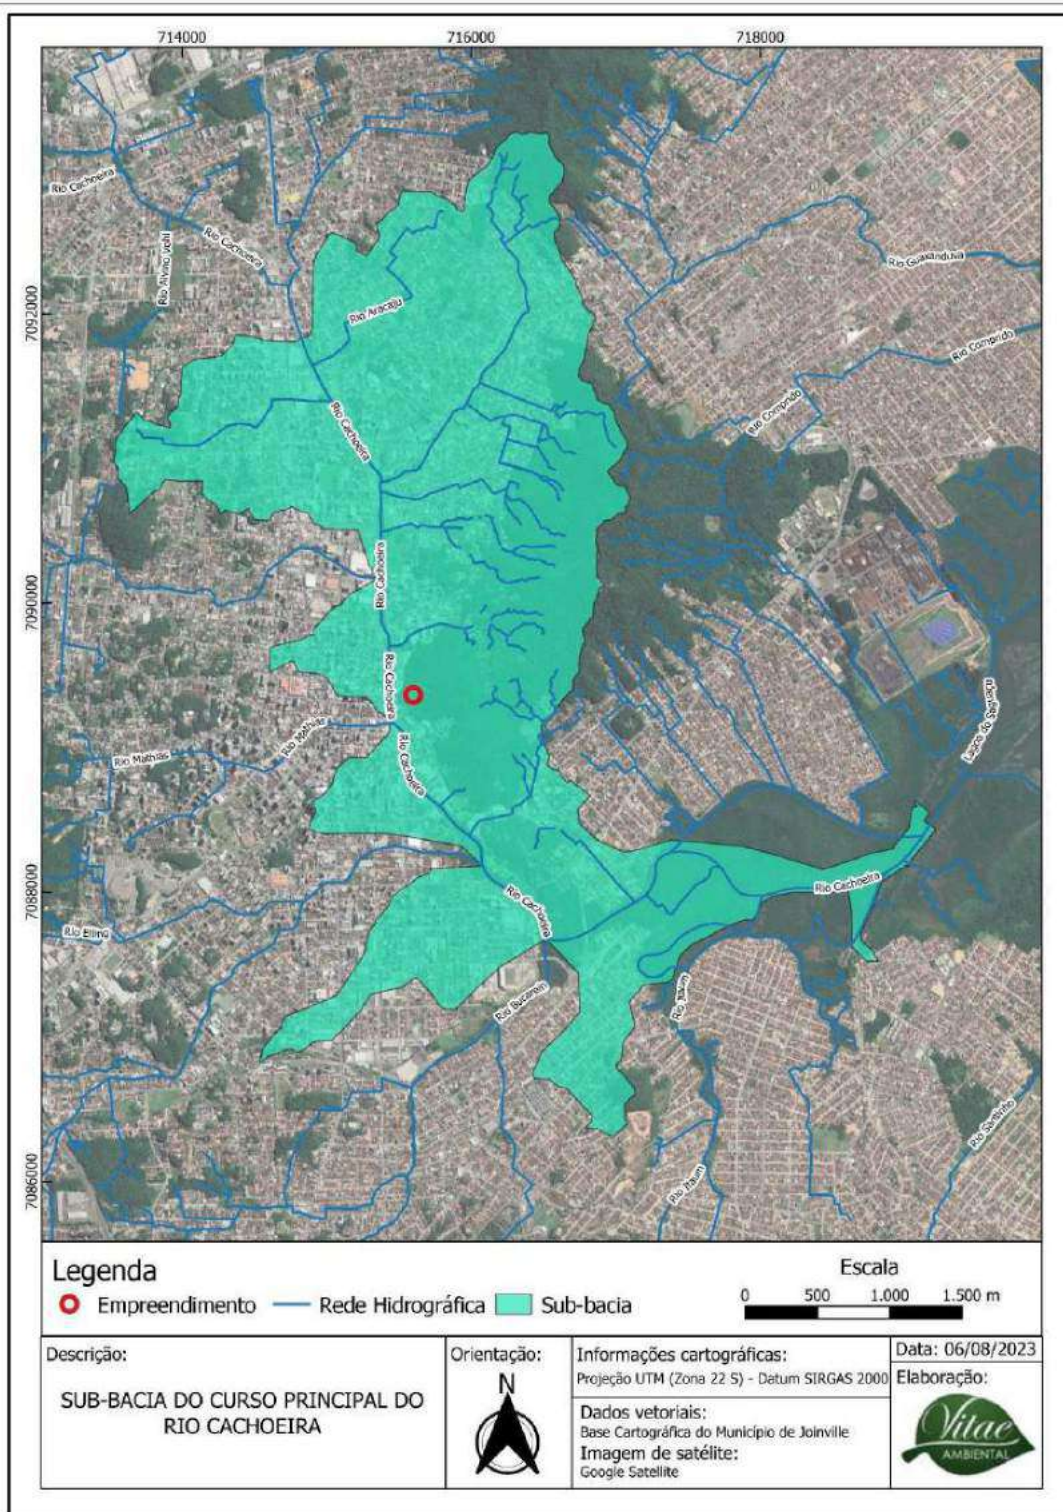 714000
716000
718000
7092000
7090000
7088000
7086000
Rio Cachoeira
Rio Alvino Vohl
Rio Cachoeira
Rio Guaxanduva
Rio Aracaju
Rio Comprido
Rio Comprido
Rio Cachoeira
Rio Cachoeira
Rio Cachoeira
Lagoa do Saguaçu
Rio Mathias
Rio Mathias
Rio Cachoeira
Rio Cachoeira
Rio Cachoeira
Rio Bucarein
Rio Itaum
Rio Itaum
Legenda
Empreendimento
Rede Hidrográfica
Sub-bacia
Escala
0 500 1.000 1.500 m
Descrição:
SUB-BACIA DO CURSO PRINCIPAL DO
RIO CACHOEIRA
Orientação:
N
Informações cartográficas:
Projeção UTM (Zona 22 S) - Datum SIRGAS 2000
Dados vetoriais:
Base Cartográfica do Município de Joinville
Imagem de satélite:
Google Satellite
Data: 06/08/2023
Elaboração:
Vitae
AMBIENTAL